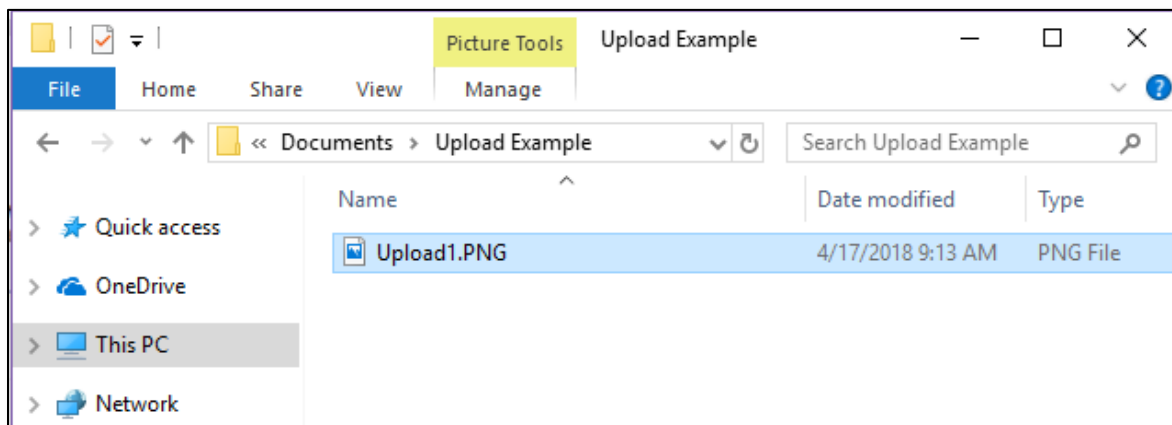 Picture Tools Upload Example
File Home Share View Manage
« Documents › Upload Example Search Upload Example
Name Date modified Type
Quick access
Upload1.PNG 4/17/2018 9:13 AM PNG File
OneDrive
This PC
Network